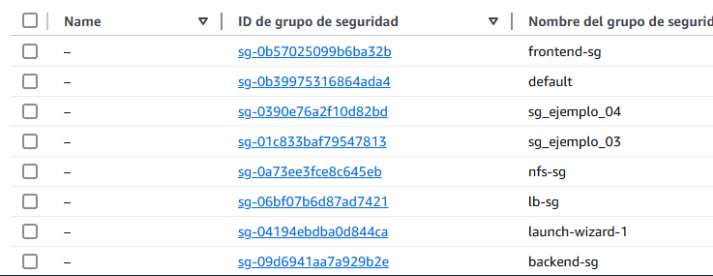 Name ID de grupo de seguridad Nombre del grupo de segurid
– sg-0b57025099b6ba32b frontend-sg
– sg-0b39975316864ada4 default
– sg-0390e76a2f10d82bd sg_ejemplo_04
– sg-01c833baf79547813 sg_ejemplo_03
– sg-0a73ee3fce8c645eb nfs-sg
– sg-06bf07b6d87ad7421 lb-sg
– sg-04194ebdba0d844ca launch-wizard-1
– sg-09d6941aa7a929b2e backend-sg